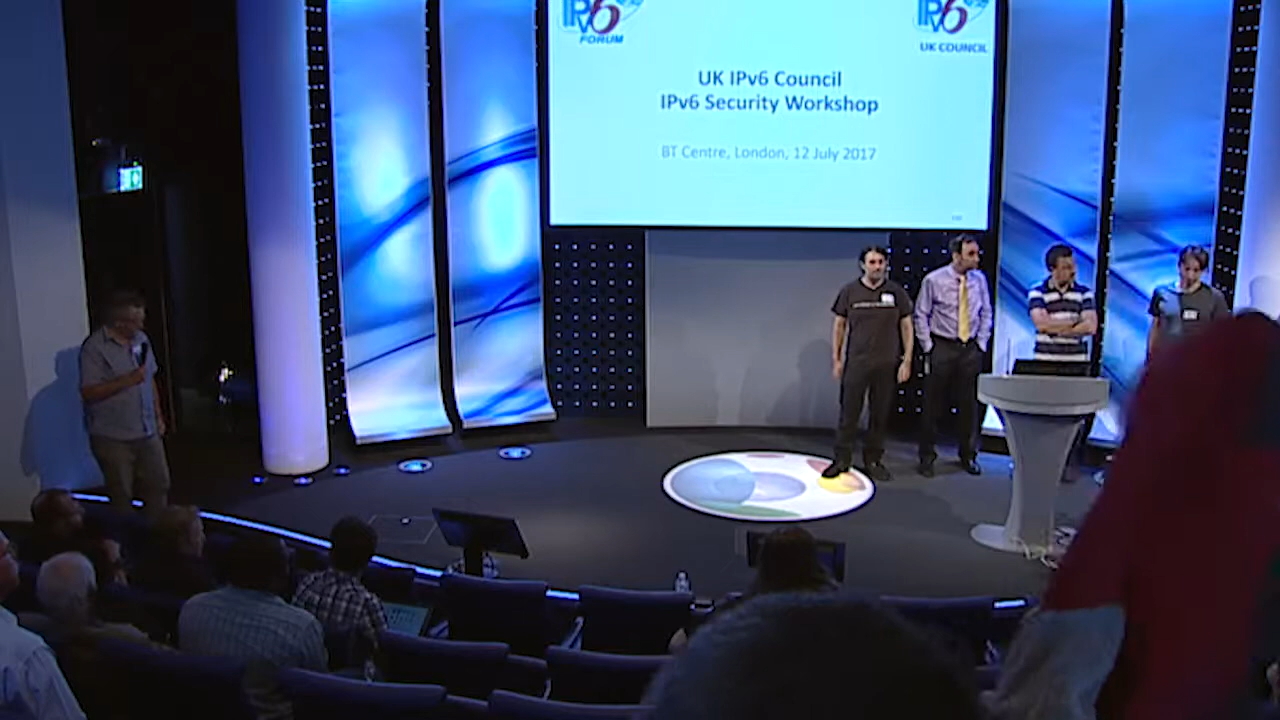 IPv6
FORUM
IPv6
UK COUNCIL
UK IPv6 Council
IPv6 Security Workshop
BT Centre, London, 12 July 2017